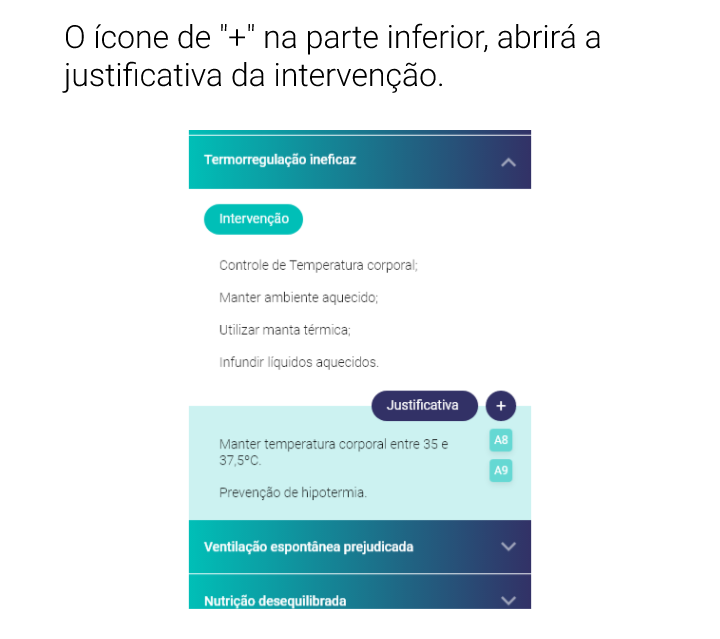 O ícone de "+" na parte inferior, abrirá a
justificativa da intervenção.
Termorregulação ineficaz
Intervenção
Controle de Temperatura corporal;
Manter ambiente aquecido;
Utilizar manta térmica;
Infundir líquidos aquecidos.
Justificativa +
Manter temperatura corporal entre 35 e
37,5ºC.
A8
A9
Prevenção de hipotermia.
Ventilação espontânea prejudicada
Nutrição desequilibrada